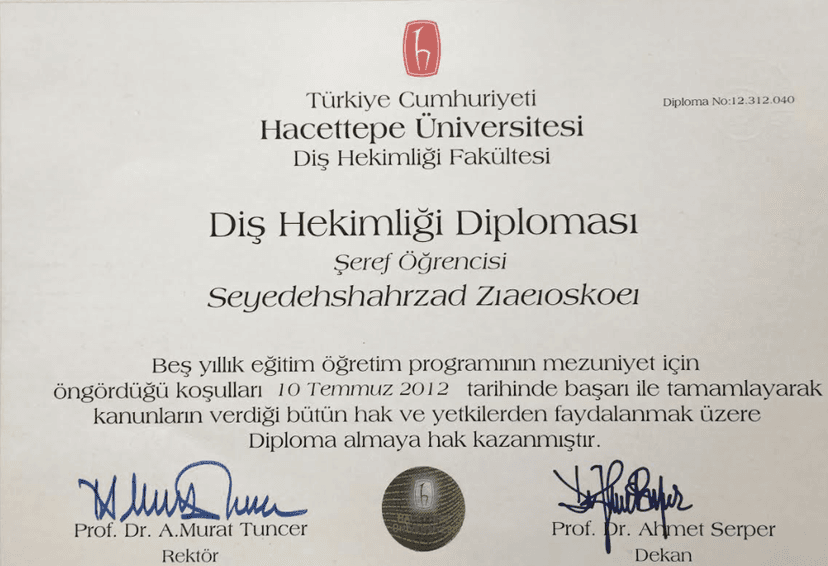 Türkiye Cumhuriyeti
Diploma No:12.312.040
Hacettepe Üniversitesi
Diş Hekimliği Fakültesi
Diş Hekimliği Diploması
Şeref Öğrencisi
Seyedehshahrzad Zıaeıoskoeı
Beş yıllık eğitim öğretim programının mezuniyet için
öngördüğü koşulları 10 Temmuz 2012 tarihinde başarı ile tamamlayarak
kanunların verdiği bütün hak ve yetkilerden faydalanmak üzere
Diploma almaya hak kazanmıştır.
Prof. Dr. A.Murat Tuncer
Rektör
Prof. Dr. Ahmet Serper
Dekan